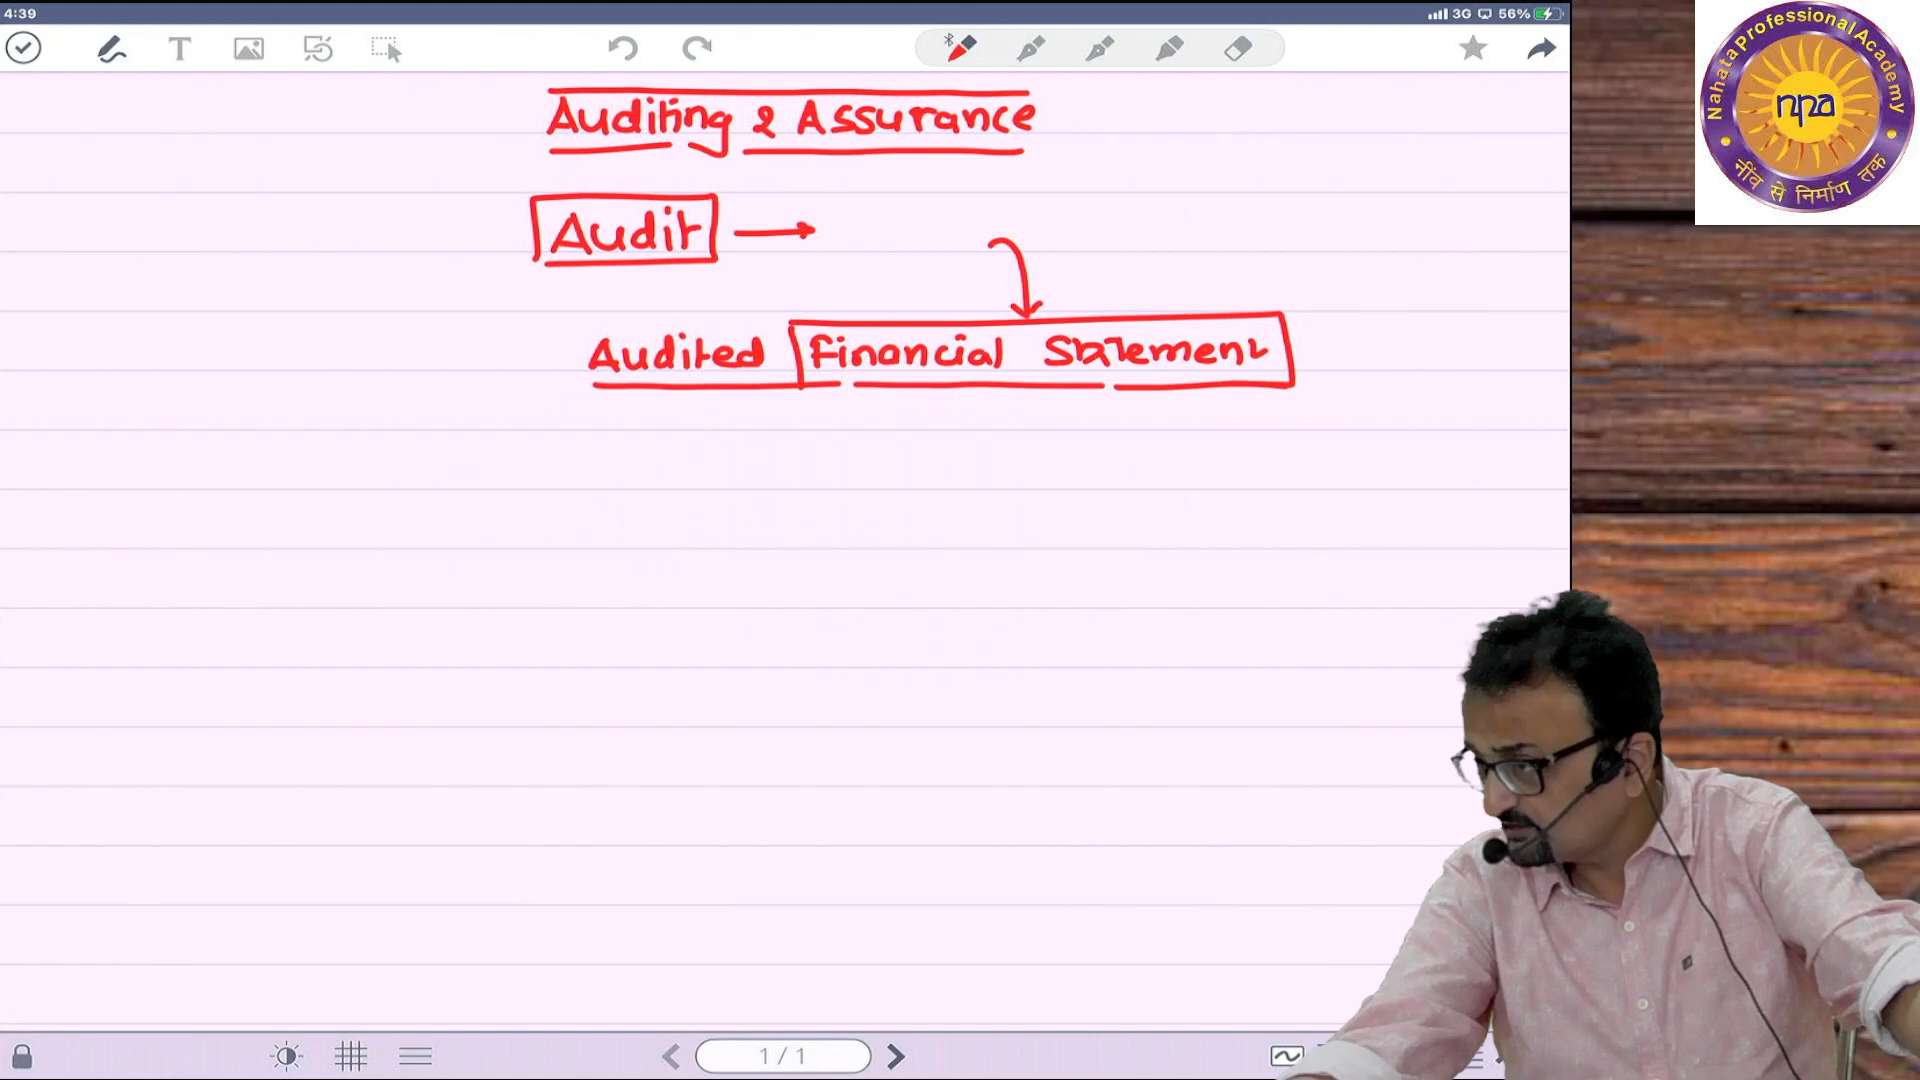 4:39 3G 56%
Auditing & Assurance
Audit →
Audited Financial Statement
1 / 1
Nahata Professional Academy
npa
नींव से निर्माण तक